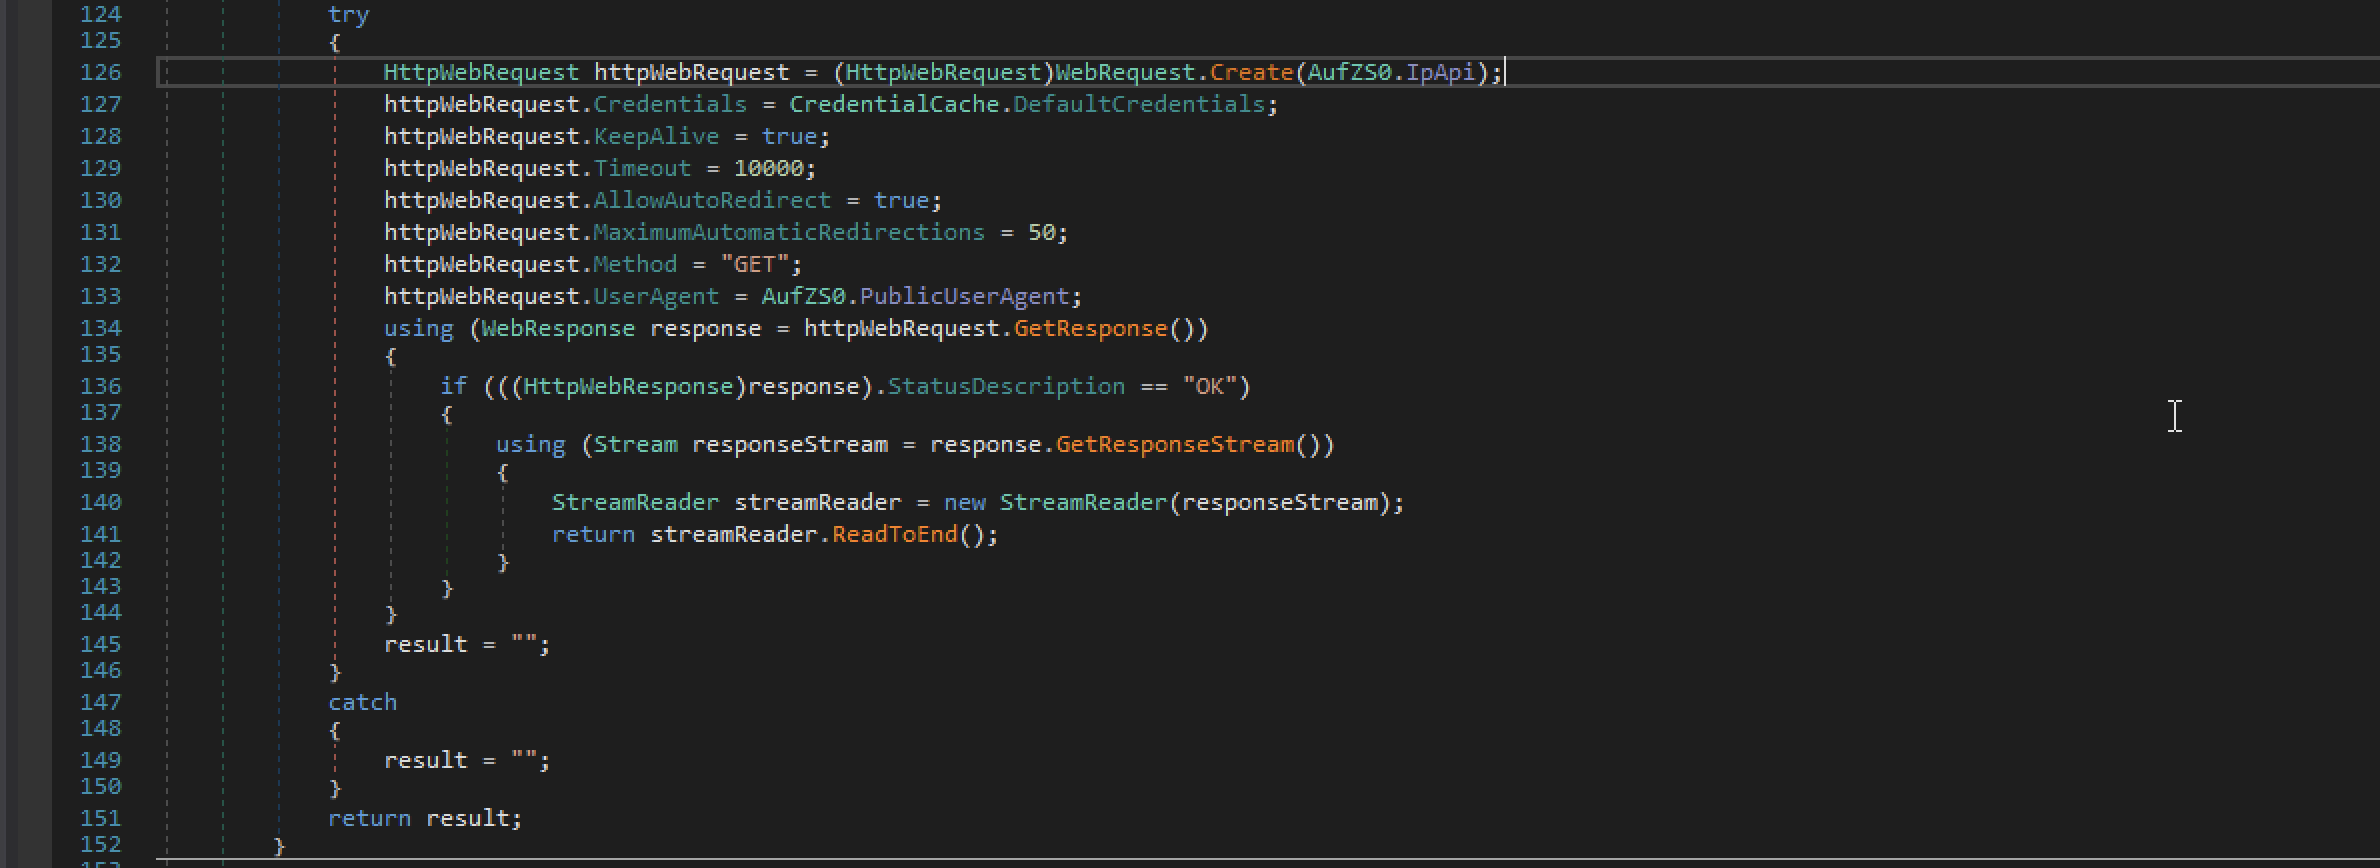 124 try
125 {
126 HttpWebRequest httpWebRequest = (HttpWebRequest)WebRequest.Create(AufZS0.IpApi);
127 httpWebRequest.Credentials = CredentialCache.DefaultCredentials;
128 httpWebRequest.KeepAlive = true;
129 httpWebRequest.Timeout = 10000;
130 httpWebRequest.AllowAutoRedirect = true;
131 httpWebRequest.MaximumAutomaticRedirections = 50;
132 httpWebRequest.Method = "GET";
133 httpWebRequest.UserAgent = AufZS0.PublicUserAgent;
134 using (WebResponse response = httpWebRequest.GetResponse())
135 {
136 if (((HttpWebResponse)response).StatusDescription == "OK")
137 {
138 using (Stream responseStream = response.GetResponseStream())
139 {
140 StreamReader streamReader = new StreamReader(responseStream);
141 return streamReader.ReadToEnd();
142 }
143 }
144 }
145 result = "";
146 }
147 catch
148 {
149 result = "";
150 }
151 return result;
152 }